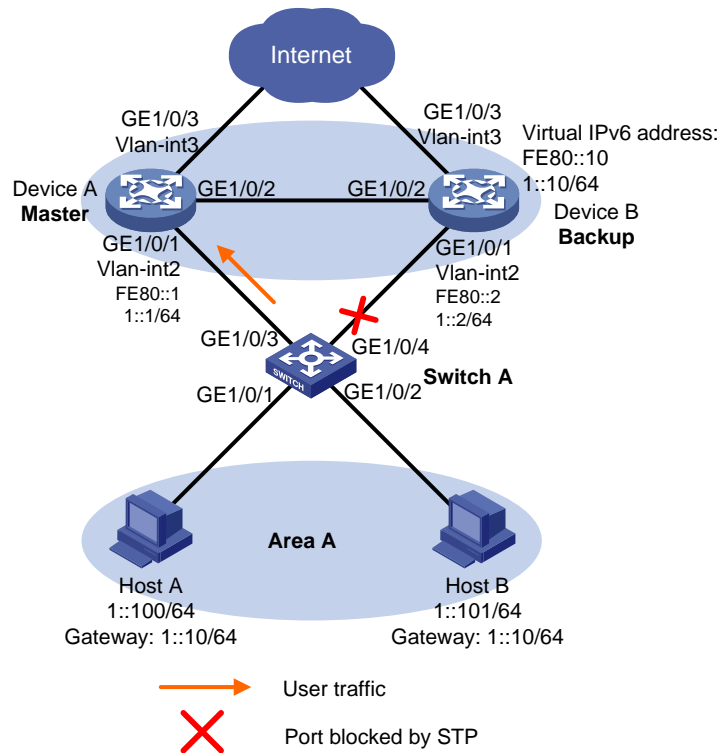 Internet
GE1/0/3
Vlan-int3
GE1/0/3
Vlan-int3
Virtual IPv6 address:
FE80::10
1::10/64
Device A
Master
GE1/0/2
GE1/0/2
Device B
Backup
GE1/0/1
Vlan-int2
FE80::1
1::1/64
GE1/0/1
Vlan-int2
FE80::2
1::2/64
GE1/0/3
GE1/0/4
SWITCH
Switch A
GE1/0/1
GE1/0/2
Area A
Host A
1::100/64
Gateway: 1::10/64
Host B
1::101/64
Gateway: 1::10/64
User traffic
Port blocked by STP